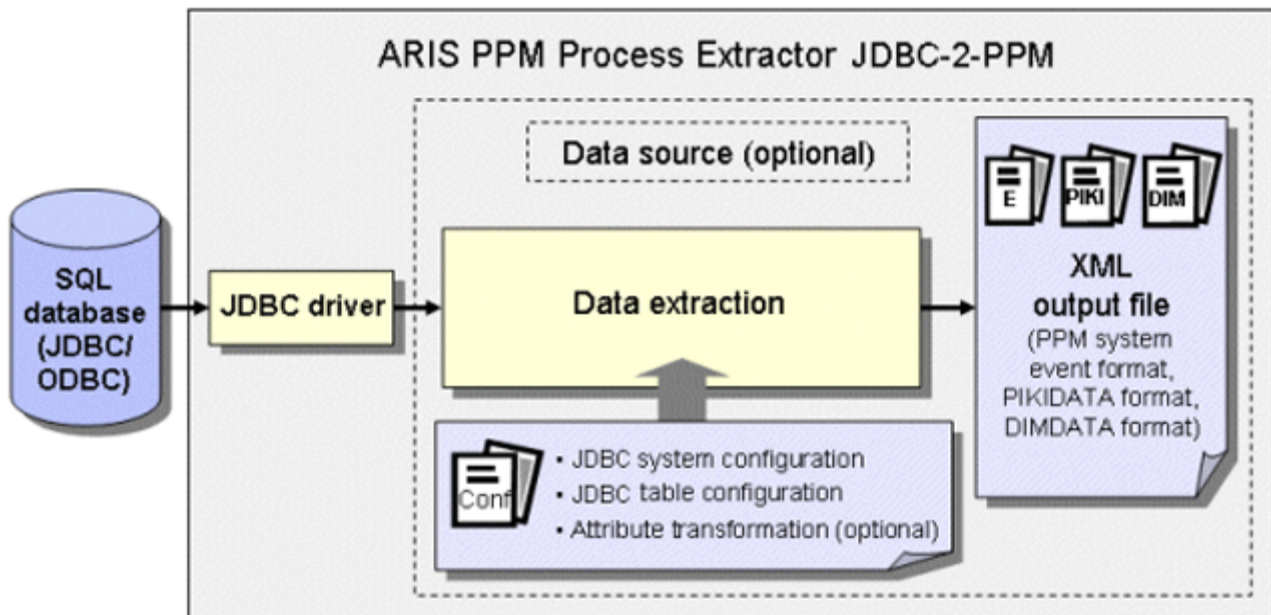 ARIS PPM Process Extractor JDBC-2-PPM
Data source (optional)
SQL
database
(JDBC/
ODBC)
JDBC driver
Data extraction
E
PIKI
DIM
XML
output file
(PPM system
event format,
PIKIDATA format,
DIMDATA format)
Conf
• JDBC system configuration
• JDBC table configuration
• Attribute transformation (optional)